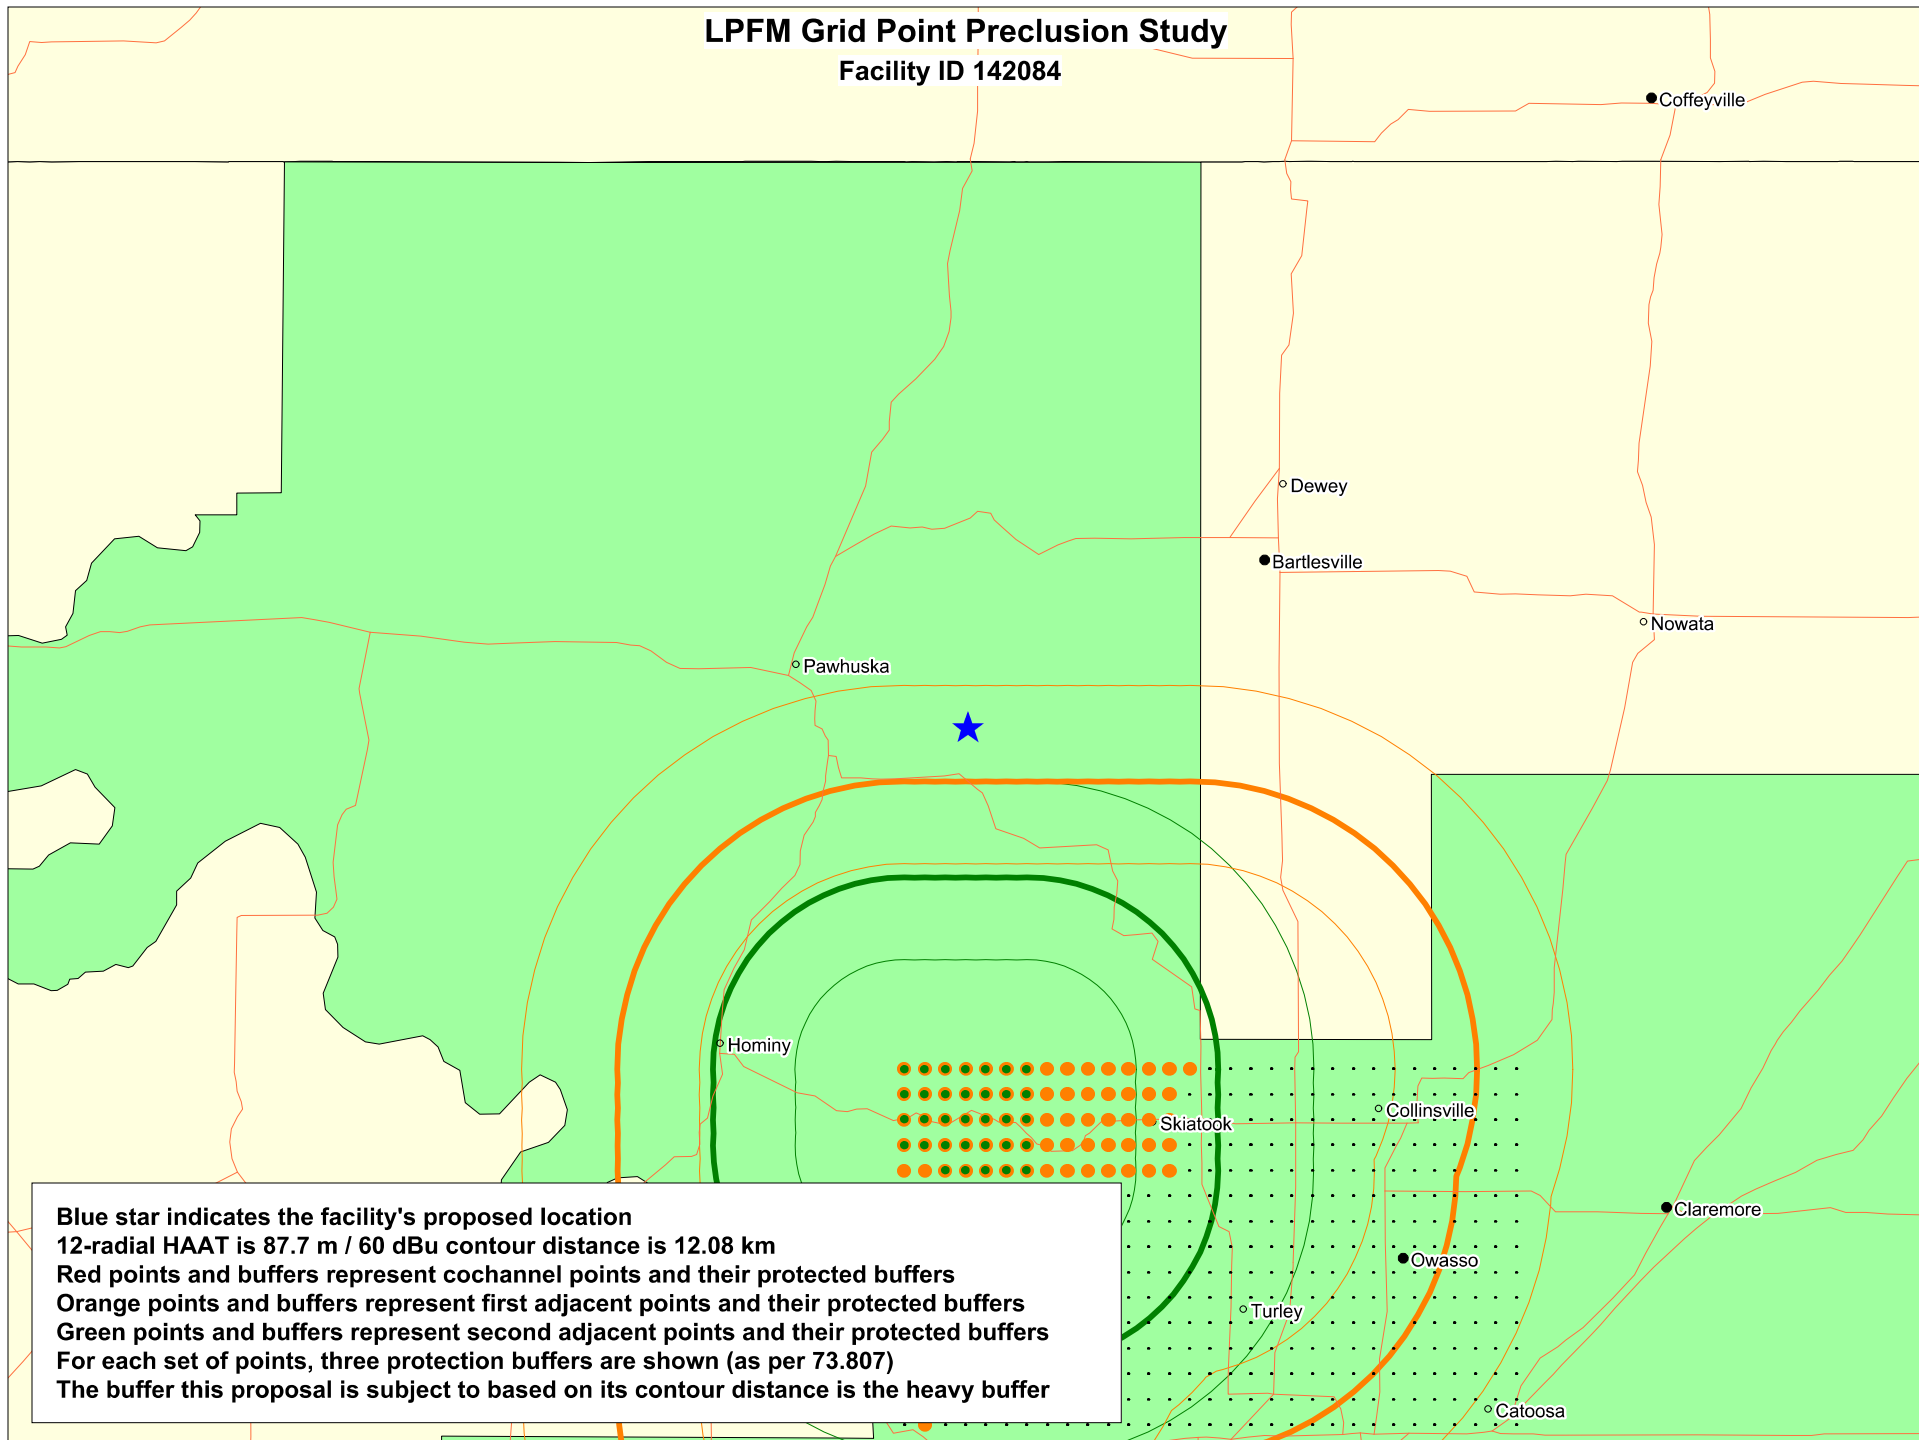 LPFM Grid Point Preclusion Study
Facility ID 142084
Coffeyville
Dewey
Bartlesville
Nowata
Pawhuska
Hominy
Collinsville
Skiatook
Claremore
Owasso
Turley
Catoosa
Blue star indicates the facility's proposed location
12-radial HAAT is 87.7 m / 60 dBu contour distance is 12.08 km
Red points and buffers represent cochannel points and their protected buffers
Orange points and buffers represent first adjacent points and their protected buffers
Green points and buffers represent second adjacent points and their protected buffers
For each set of points, three protection buffers are shown (as per 73.807)
The buffer this proposal is subject to based on its contour distance is the heavy buffer